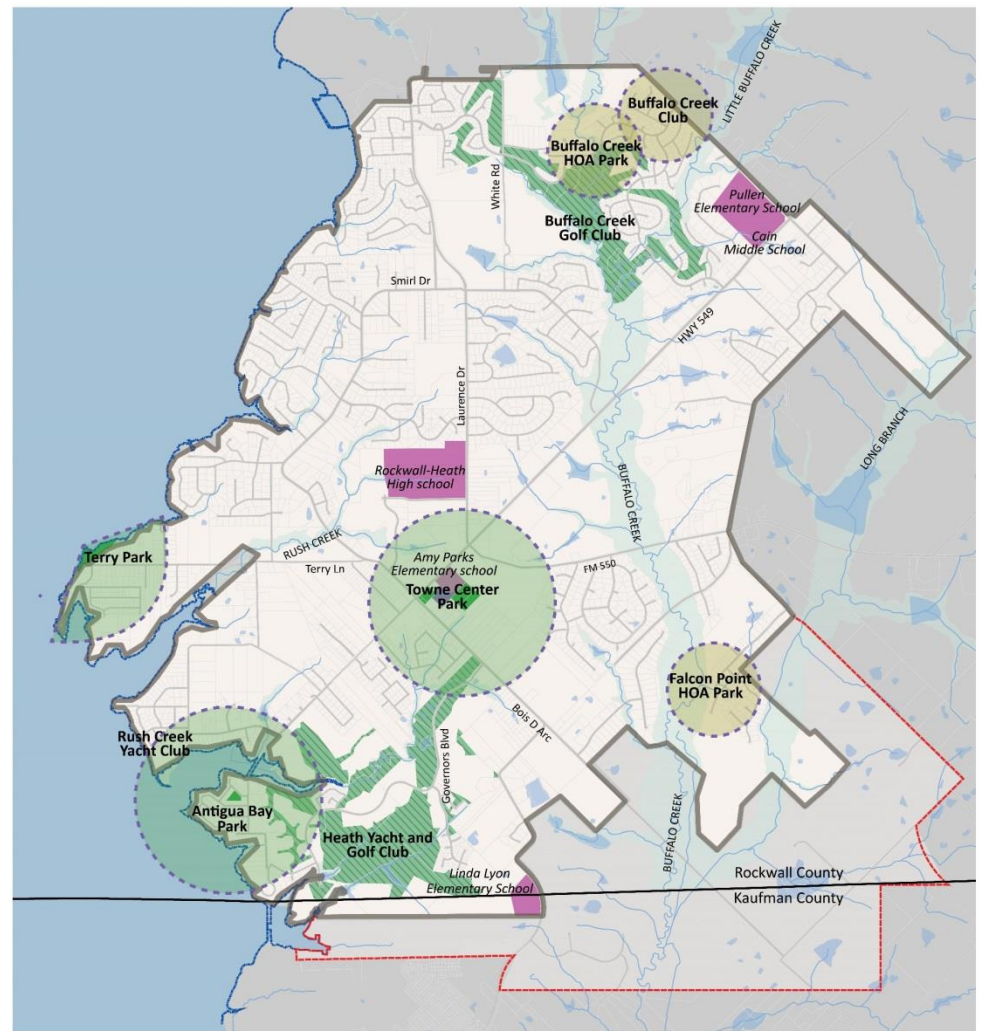 LITTLE BUFFALO CREEK
Buffalo Creek
Club
Buffalo Creek
HOA Park
White Rd
Pullen
Elementary School
Buffalo Creek
Golf Club
Cain
Middle School
Smirl Dr
HWY 549
Laurence Dr
LONG BRANCH
Rockwall-Heath
High school
BUFFALO CREEK
RUSH CREEK
Terry Park
Amy Parks
Elementary school
Terry Ln
FM 550
Towne Center
Park
Falcon Point
HOA Park
Bois D Arc
Rush Creek
Yacht Club
Governors Blvd
Antigua Bay
Park
Heath Yacht and
Golf Club
BUFFALO CREEK
Linda Lyon
Elementary School
Rockwall County
Kaufman County